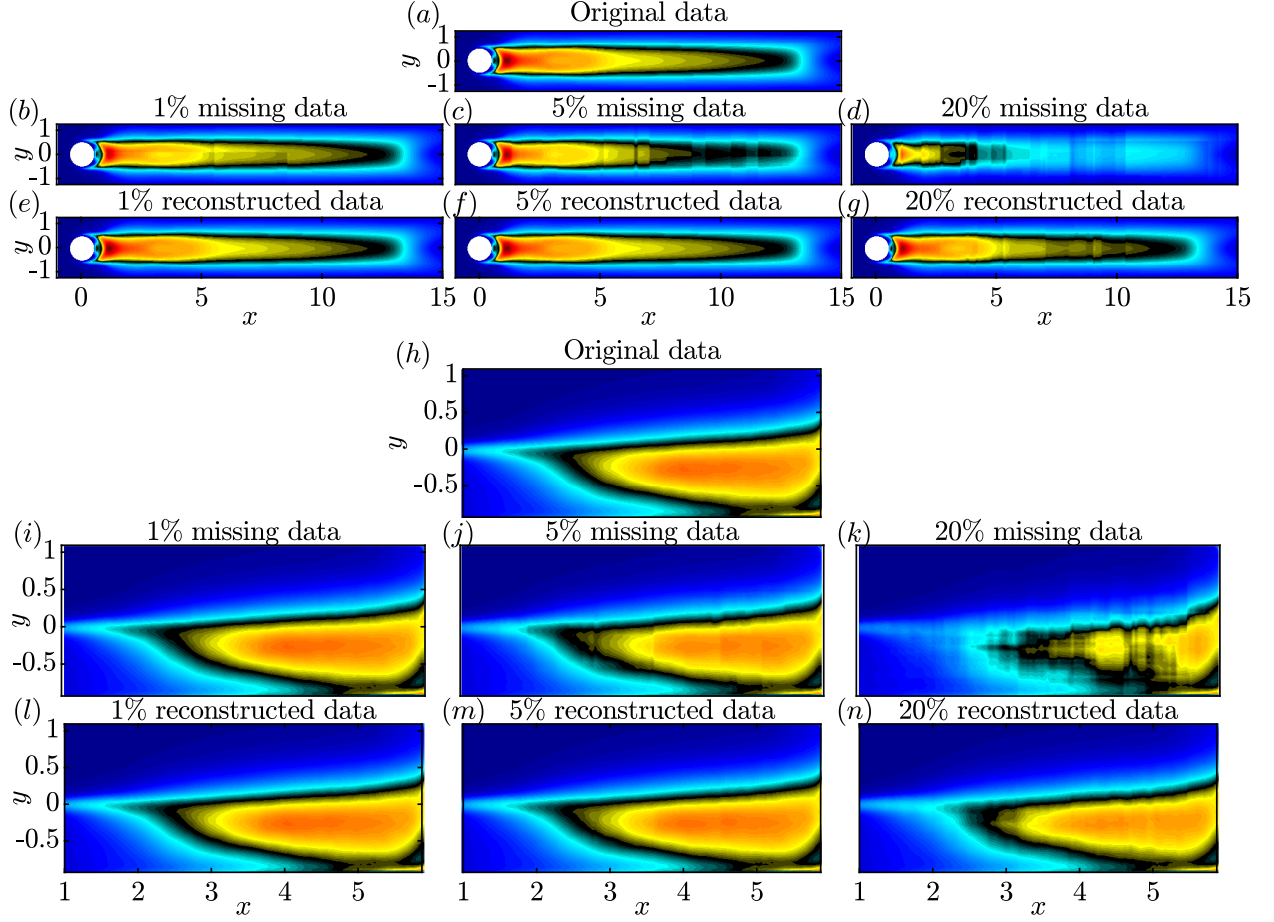 (a) Original data
1
0
-1
y
(b) 1% missing data (c) 5% missing data (d) 20% missing data
1
0
-1
y
(e) 1% reconstructed data (f) 5% reconstructed data (g) 20% reconstructed data
1
0
-1
y
0 5 10 15 0 5 10 15 0 5 10 15
x x x
(h) Original data
1
0.5
0
-0.5
y
(i) 1% missing data (j) 5% missing data (k) 20% missing data
1
0.5
0
-0.5
y
(l) 1% reconstructed data (m) 5% reconstructed data (n) 20% reconstructed data
1
0.5
0
-0.5
y
1 2 3 4 5 1 2 3 4 5 1 2 3 4 5
x x x